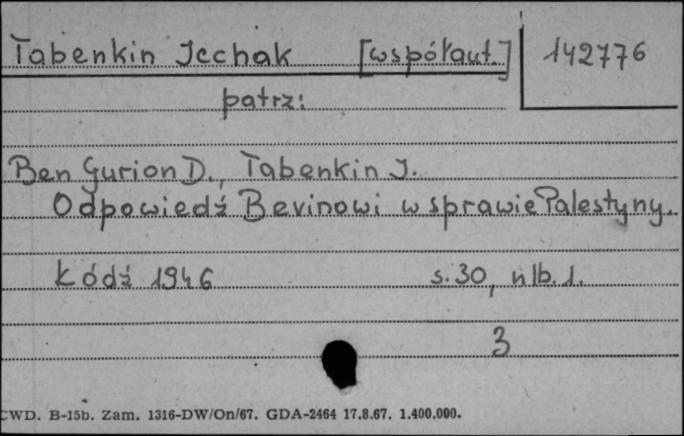 Tabenkin Icchak [współaut.] 142776
patrz:
Ben Gurion D., Tabenkin I.
Odpowiedź Bevinowi w sprawie Palestyny.
Łódź 1946 s. 30, nlb. 1.
3
CWD. B-15b. Zam. 1316-DW/On/67. GDA-2464 17.8.67. 1.400.000.